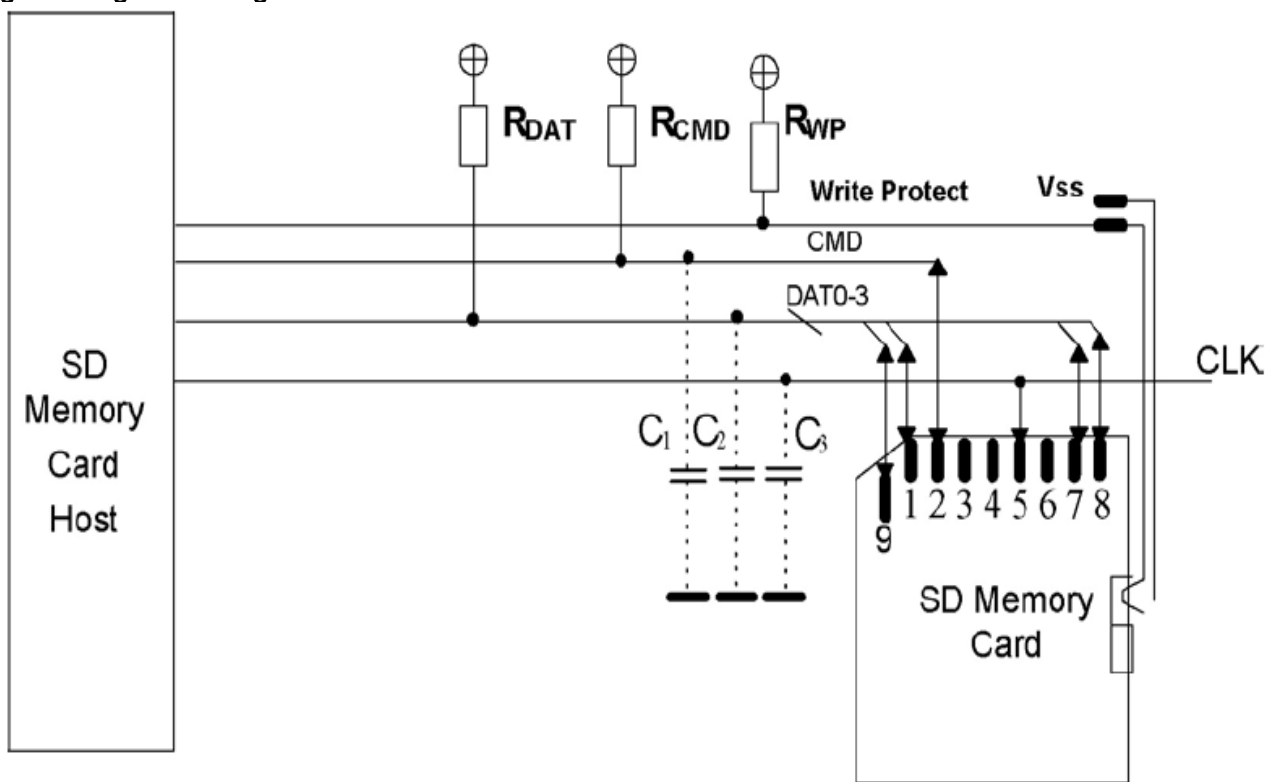 RDAT
RCMD
RWP
Write Protect
Vss
CMD
DAT0-3
CLK
SD
Memory
Card
Host
C1
C2
C3
1 2 3 4 5 6 7 8
9
SD Memory
Card